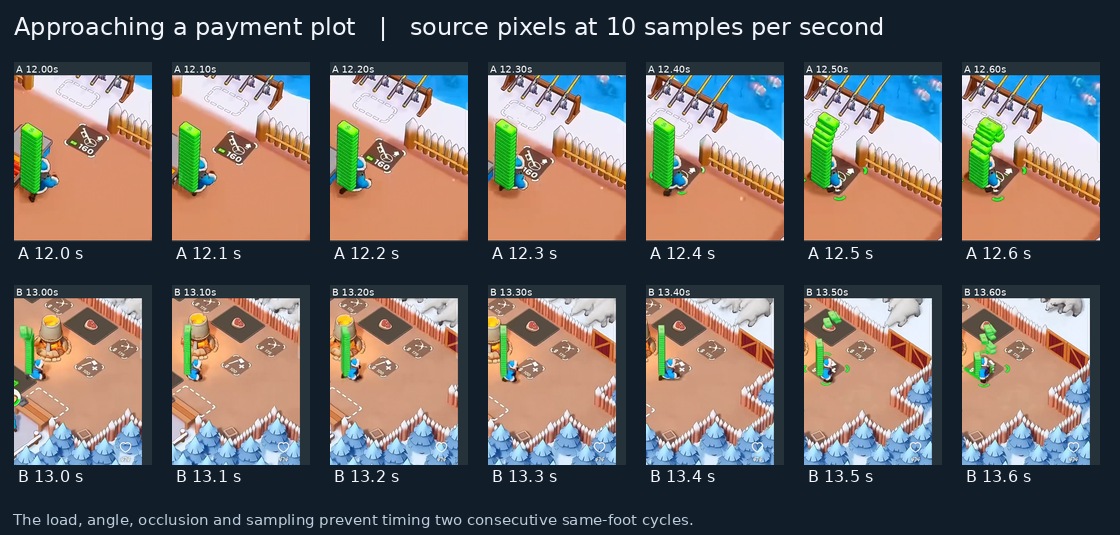 Approaching a payment plot | source pixels at 10 samples per second
A 12.00s A 12.10s A 12.20s A 12.30s A 12.40s A 12.50s A 12.60s
160 160 160 160
A 12.0 s A 12.1 s A 12.2 s A 12.3 s A 12.4 s A 12.5 s A 12.6 s
B 13.00s B 13.10s B 13.20s B 13.30s B 13.40s B 13.50s B 13.60s
B 13.0 s B 13.1 s B 13.2 s B 13.3 s B 13.4 s B 13.5 s B 13.6 s
The load, angle, occlusion and sampling prevent timing two consecutive same-foot cycles.